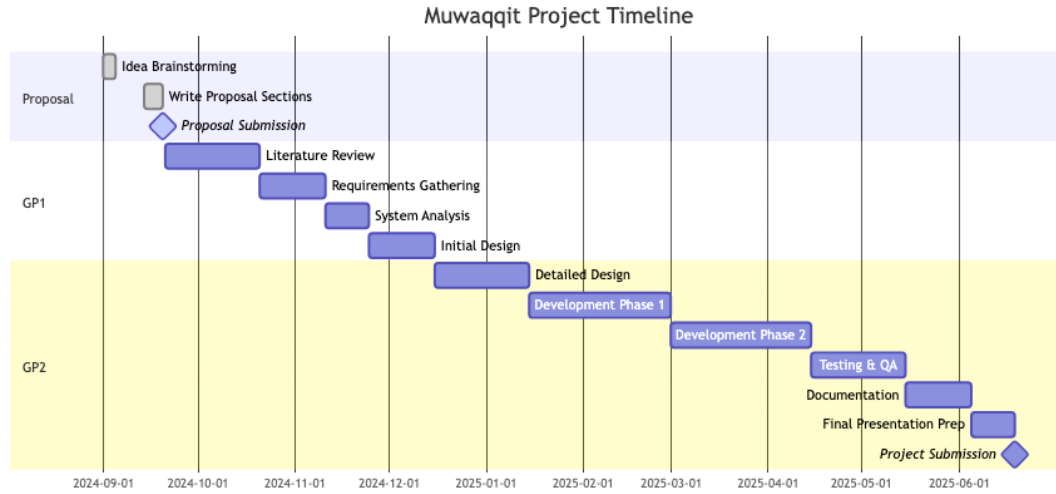 Muwaqqit Project Timeline
Proposal
Idea Brainstorming
Write Proposal Sections
Proposal Submission
GP1
Literature Review
Requirements Gathering
System Analysis
Initial Design
GP2
Detailed Design
Development Phase 1
Development Phase 2
Testing & QA
Documentation
Final Presentation Prep
Project Submission
2024-09-01 2024-10-01 2024-11-01 2024-12-01 2025-01-01 2025-02-01 2025-03-01 2025-04-01 2025-05-01 2025-06-01